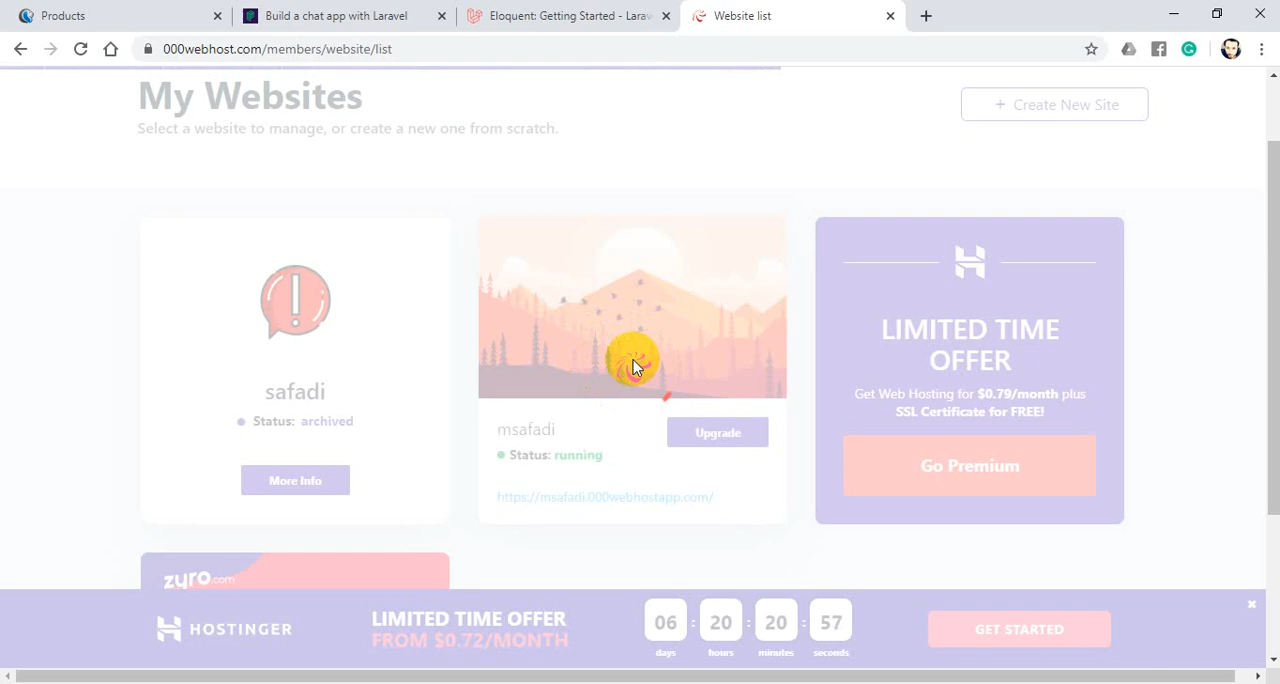 Products
Build a chat app with Laravel
Eloquent: Getting Started - Larav
Website list
000webhost.com/members/website/list
My Websites
Select a website to manage, or create a new one from scratch.
+ Create New Site
safadi
Status: archived
More Info
msafadi
Upgrade
Status: running
https://msafadi.000webhostapp.com/
LIMITED TIME
OFFER
Get Web Hosting for $0.79/month plus
SSL Certificate for FREE!
Go Premium
zyro.com
HOSTINGER
LIMITED TIME OFFER
FROM $0.72/MONTH
06 : 20 : 20 : 57
days hours minutes seconds
GET STARTED